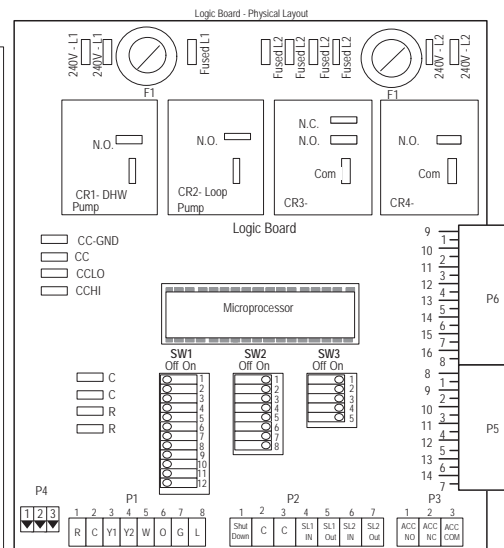 Logic Board - Physical Layout
240V - L1
240V - L1
Fused L1
Fused L2
Fused L2
Fused L2
Fused L2
240V - L2
240V - L2
F1
F1
N.O.
CR1- DHW
Pump
N.O.
CR2- Loop
Pump
N.C.
N.O.
Com
CR3-
N.O.
Com
CR4-
Logic Board
CC-GND
CC
CCLO
CCHI
Microprocessor
9
1
10
2
11
3
12
4
13
5
14
6
15
7
16
8
P6
8
1
9
2
10
3
11
4
12
5
13
6
14
7
P5
C
C
R
R
SW1
Off On
1
2
3
4
5
6
7
8
9
10
11
12
SW2
Off On
1
2
3
4
5
6
7
8
SW3
Off On
1
2
3
4
5
P4
1 2 3
P1
1 2 3 4 5 6 7 8
R C Y1 Y2 W O G L
P2
1 2 3 4 5 6 7
Shut Down C C SL1 IN SL1 Out SL2 IN SL2 Out
P3
1 2 3
ACC NO ACC NC ACC COM